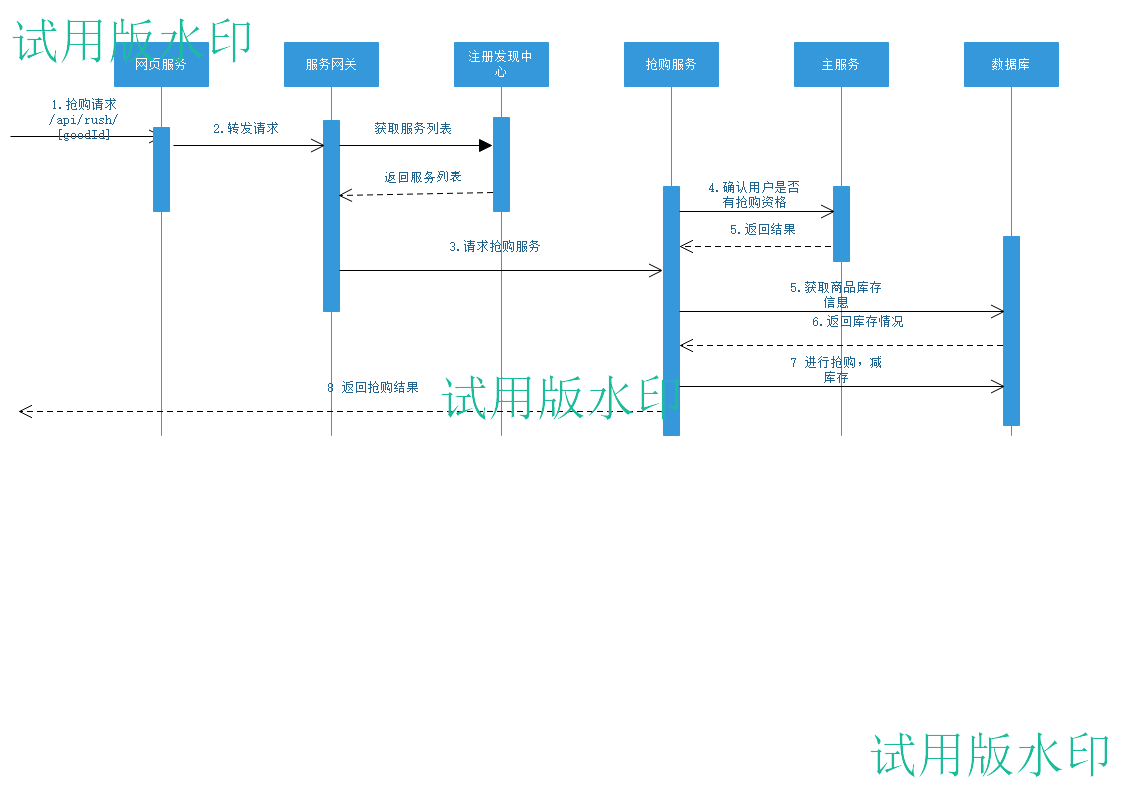 试用版水印
网页服务
服务网关
注册发现中
心
抢购服务
主服务
数据库
1.抢购请求
/api/rush/
[goodId]
2.转发请求
获取服务列表
返回服务列表
3.请求抢购服务
4.确认用户是否
有抢购资格
5.返回结果
5.获取商品库存
信息
6.返回库存情况
7 进行抢购，减
库存
8 返回抢购结果
试用版水印
试用版水印